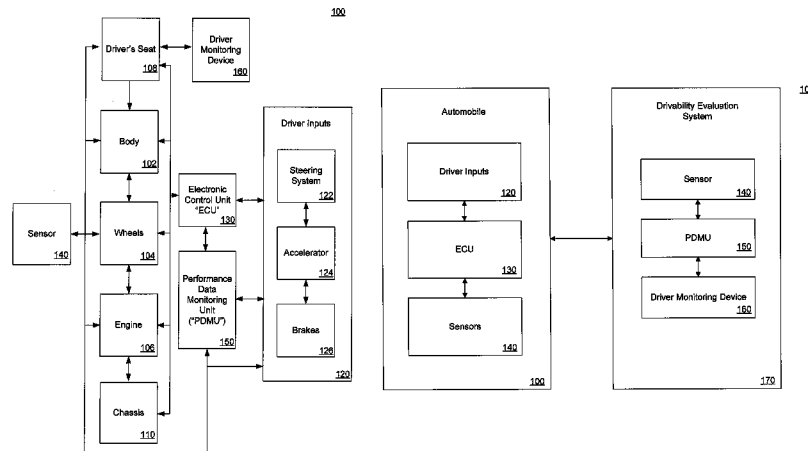 100
Driver's Seat
108
Driver
Monitoring
Device
160
Body
102
Sensor
140
Wheels
104
Engine
106
Chassis
110
Electronic
Control Unit
"ECU"
130
Performance
Data
Monitoring
Unit
("PDMU")
150
Driver Inputs
Steering
System
122
Accelerator
124
Brakes
126
120
Automobile
Driver Inputs
120
ECU
130
Sensors
140
100
10
Drivability Evaluation
System
Sensor
140
PDMU
150
Driver Monitoring Device
160
170